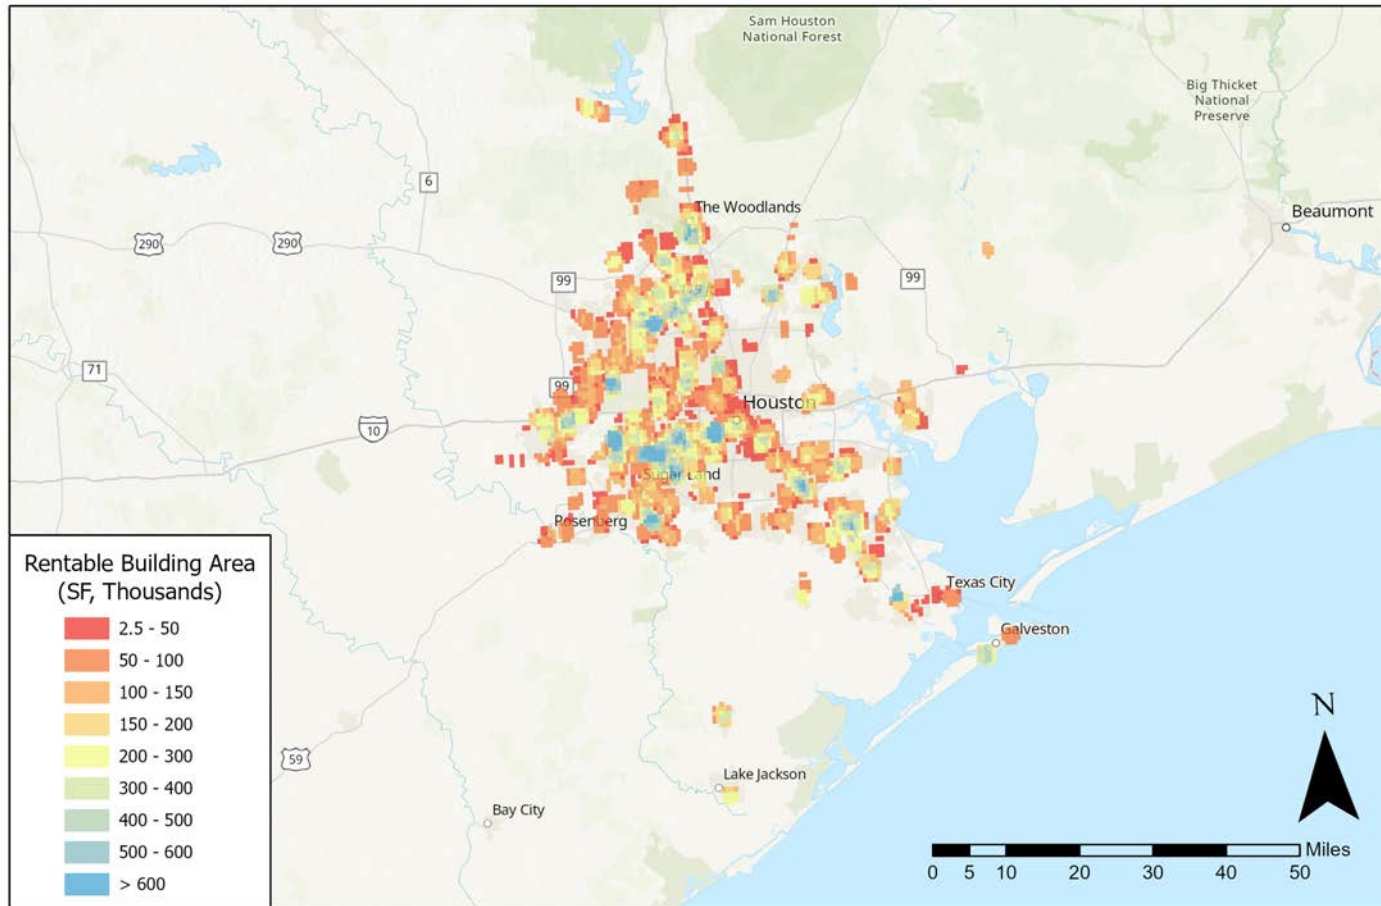 Sam Houston
National Forest
Big Thicket
National
Preserve
6
The Woodlands
Beaumont
290
290
99
99
71
99
Houston
10
Sugar Land
Rosenberg
Texas City
Galveston
59
Lake Jackson
Bay City
Rentable Building Area
(SF, Thousands)
2.5 - 50
50 - 100
100 - 150
150 - 200
200 - 300
300 - 400
400 - 500
500 - 600
> 600
N
Miles
0 5 10 20 30 40 50